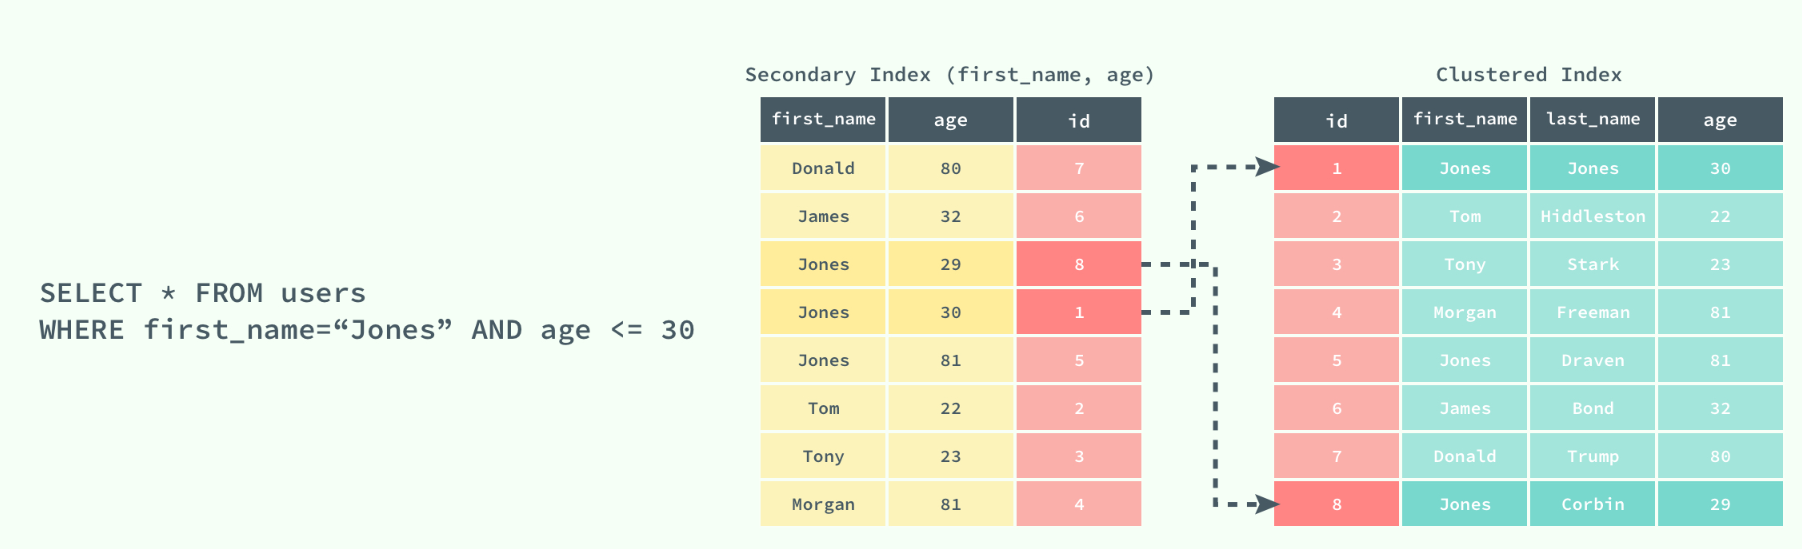 SELECT * FROM users
WHERE first_name=“Jones” AND age <= 30
Secondary Index (first_name, age)
first_name age id
Donald 80 7
James 32 6
Jones 29 8
Jones 30 1
Jones 81 5
Tom 22 2
Tony 23 3
Morgan 81 4
Clustered Index
id first_name last_name age
1 Jones Jones 30
2 Tom Hiddleston 22
3 Tony Stark 23
4 Morgan Freeman 81
5 Jones Draven 81
6 James Bond 32
7 Donald Trump 80
8 Jones Corbin 29